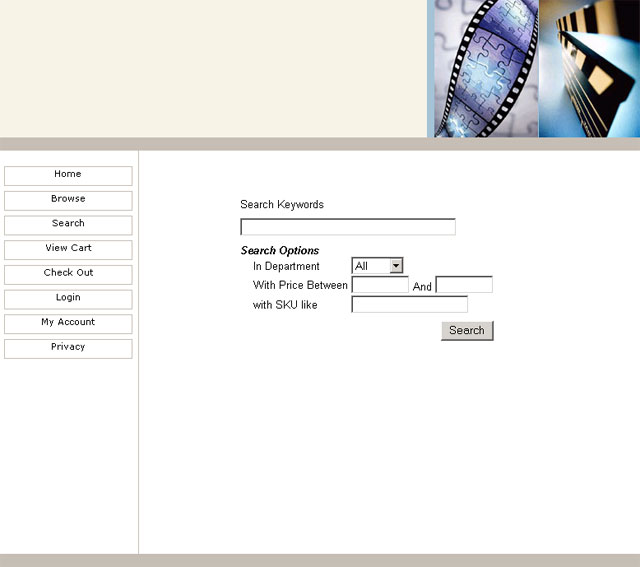 Home
Browse
Search
View Cart
Check Out
Login
My Account
Privacy
Search Keywords
Search Options
In Department All
With Price Between And
with SKU like
Search